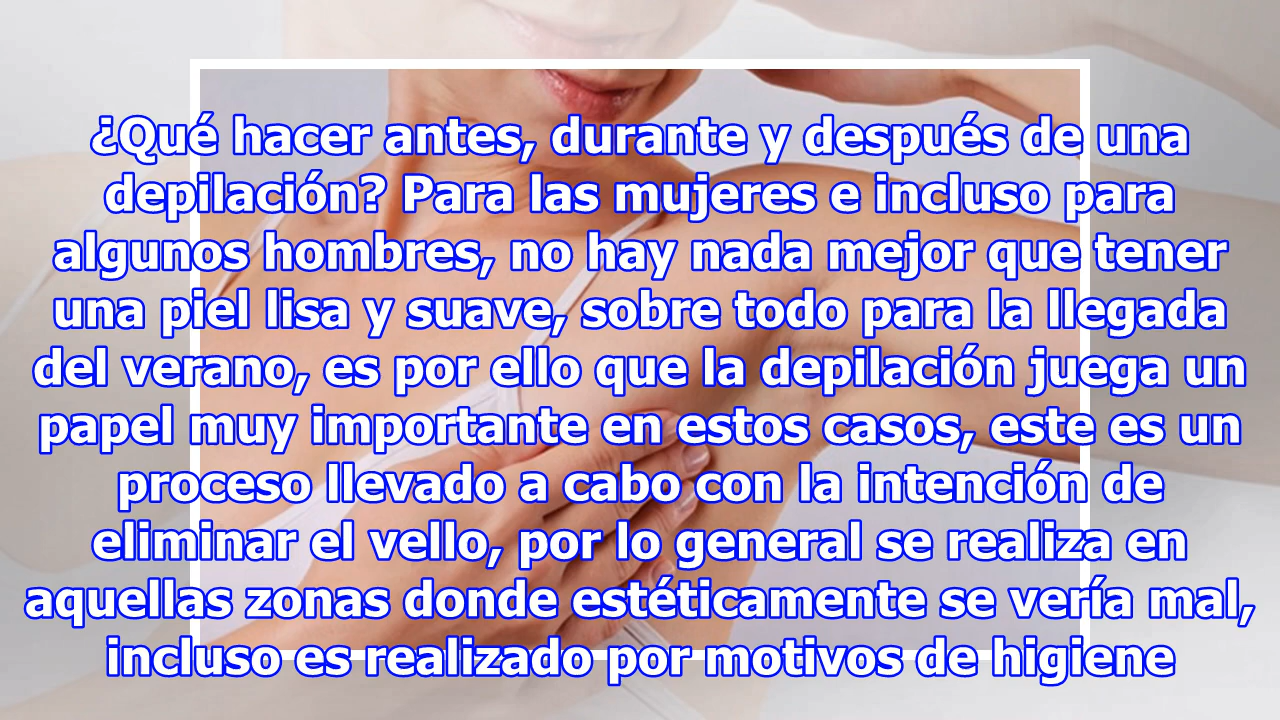 ¿Qué hacer antes, durante y después de una
depilación? Para las mujeres e incluso para
algunos hombres, no hay nada mejor que tener
una piel lisa y suave, sobre todo para la llegada
del verano, es por ello que la depilación juega un
papel muy importante en estos casos, este es un
proceso llevado a cabo con la intención de
eliminar el vello, por lo general se realiza en
aquellas zonas donde estéticamente se vería mal,
incluso es realizado por motivos de higiene